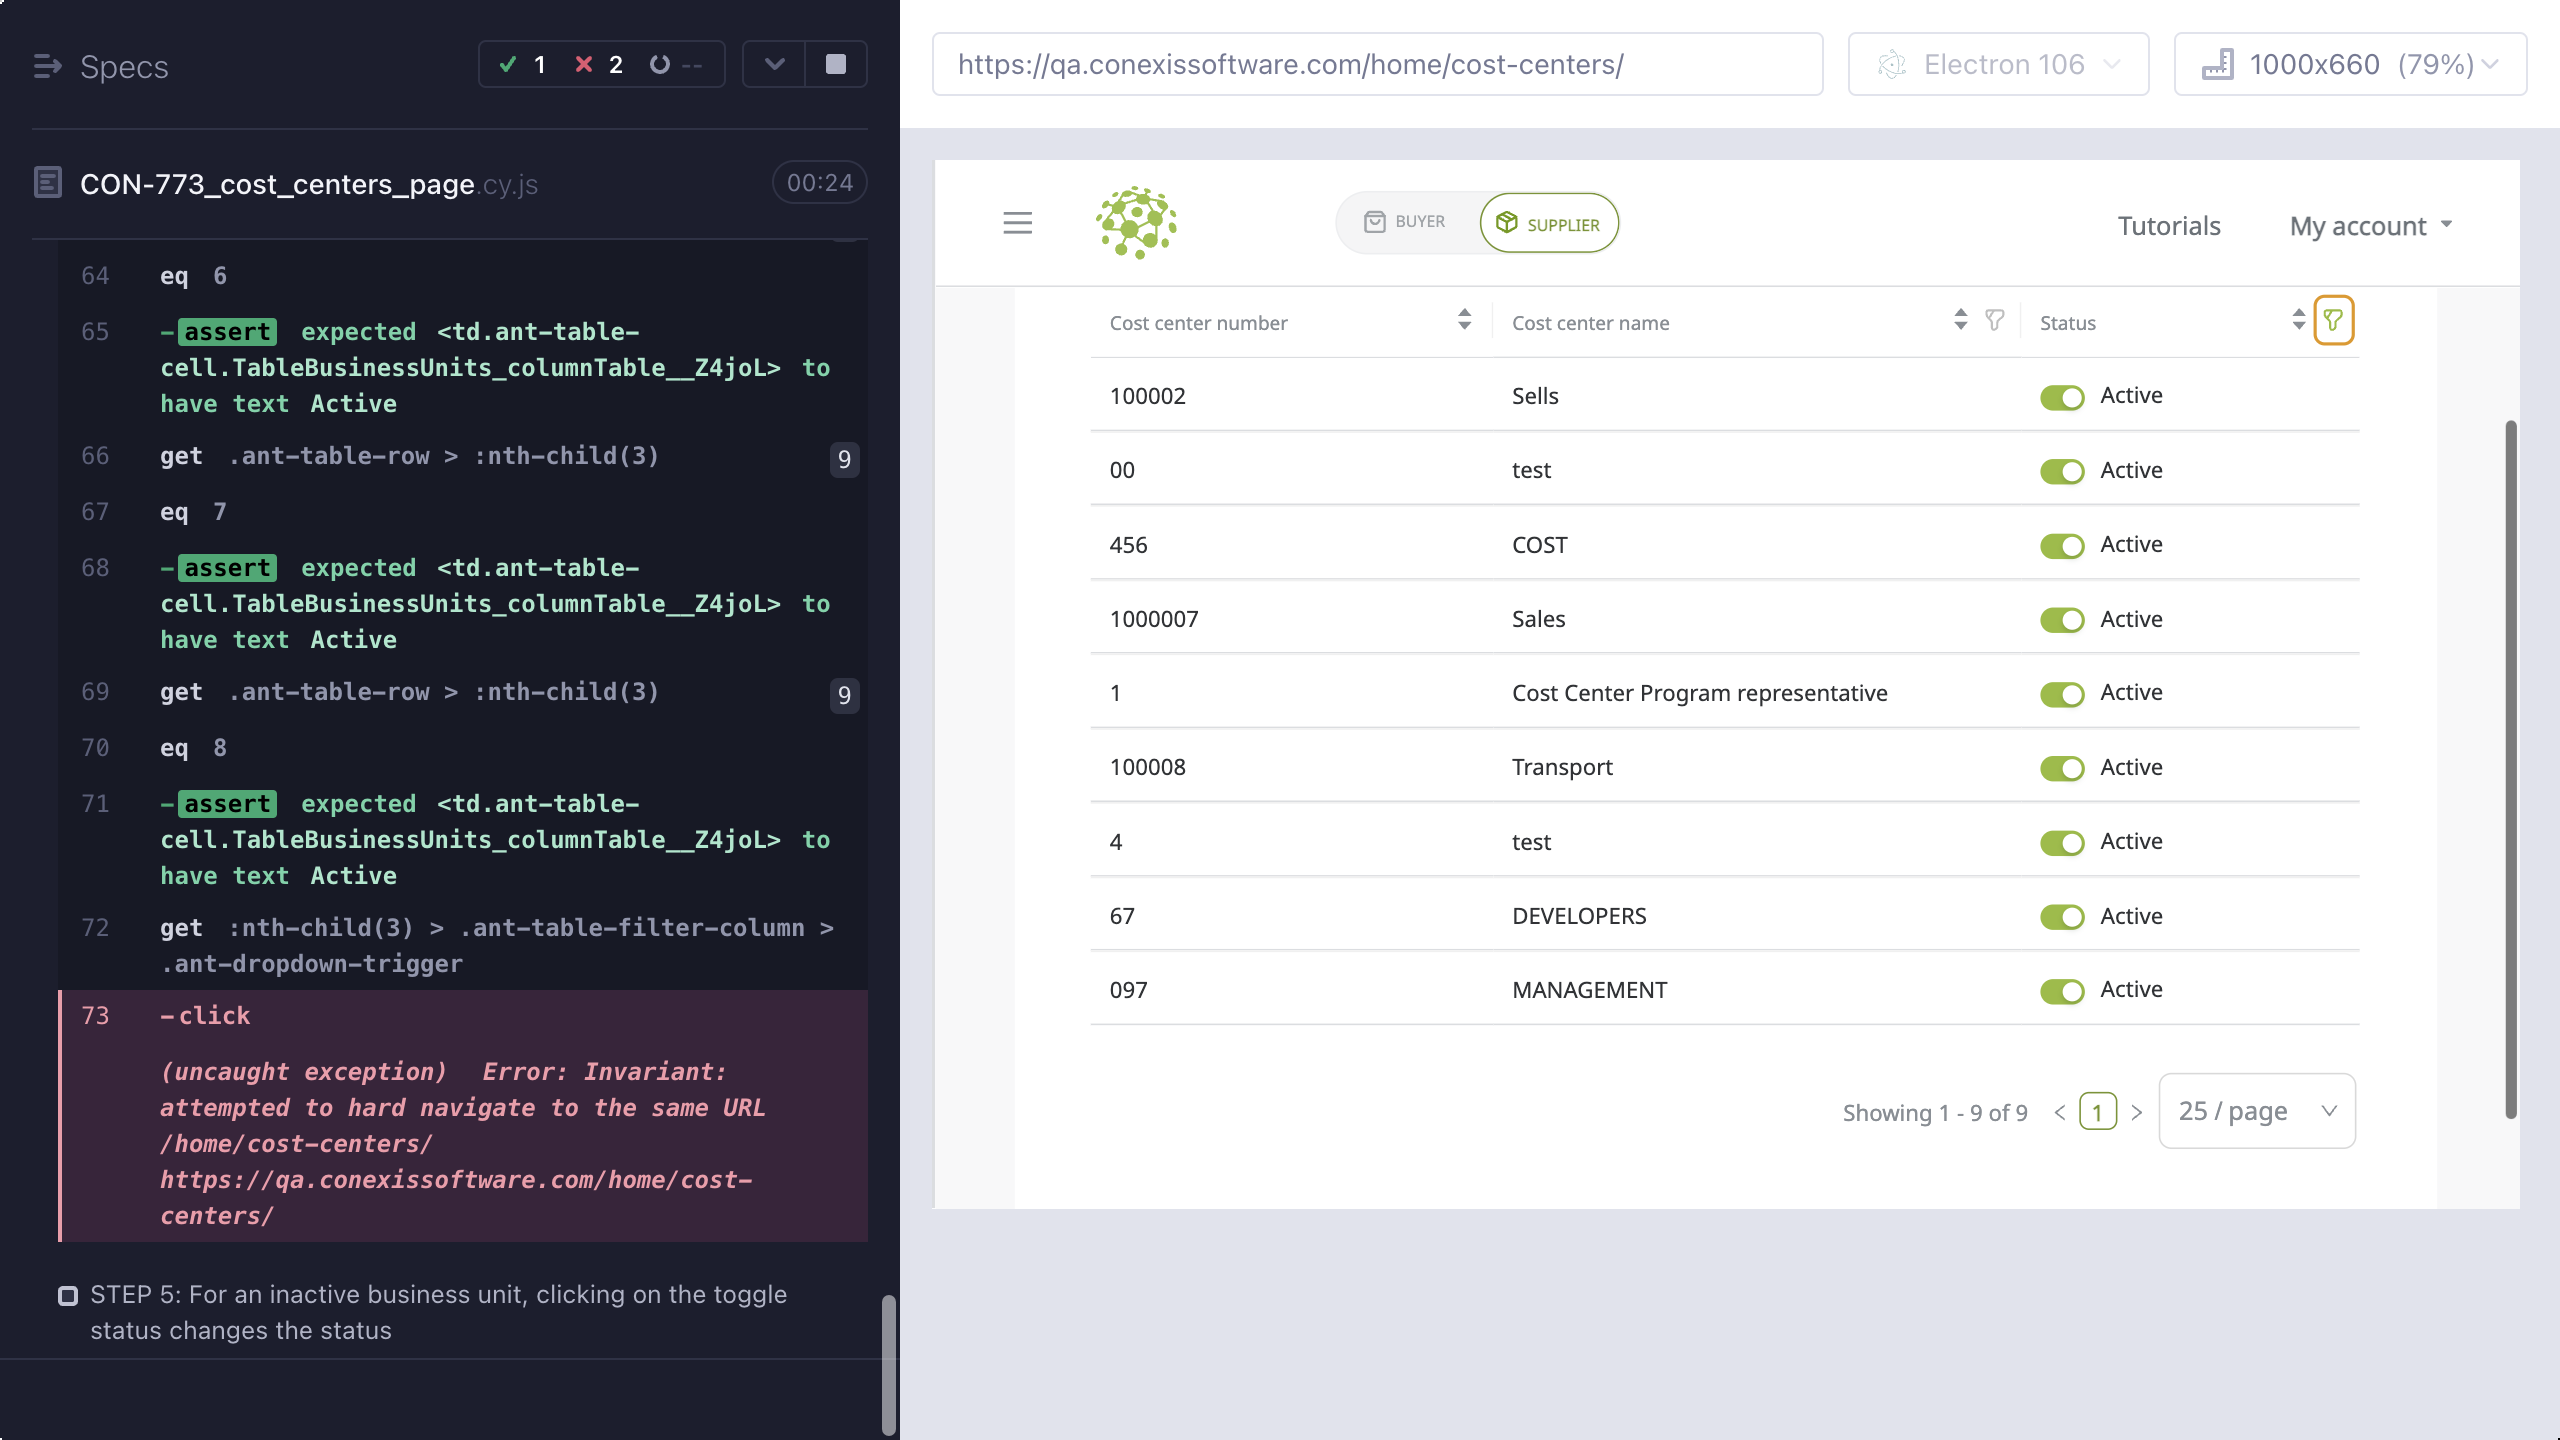 Specs
1 2 --
CON-773_cost_centers_page.cy.js 00:24
64 eq 6
65 -assert expected <td.ant-table-
cell.TableBusinessUnits_columnTable__Z4joL> to
have text Active
66 get .ant-table-row > :nth-child(3) 9
67 eq 7
68 -assert expected <td.ant-table-
cell.TableBusinessUnits_columnTable__Z4joL> to
have text Active
69 get .ant-table-row > :nth-child(3) 9
70 eq 8
71 -assert expected <td.ant-table-
cell.TableBusinessUnits_columnTable__Z4joL> to
have text Active
72 get :nth-child(3) > .ant-table-filter-column >
.ant-dropdown-trigger
73 -click
(uncaught exception) Error: Invariant:
attempted to hard navigate to the same URL
/home/cost-centers/
https://qa.conexissoftware.com/home/cost-
centers/
STEP 5: For an inactive business unit, clicking on the toggle
status changes the status
https://qa.conexissoftware.com/home/cost-centers/
Electron 106
1000x660 (79%)
BUYER
SUPPLIER
Tutorials
My account
Cost center number Cost center name Status
100002 Sells Active
00 test Active
456 COST Active
1000007 Sales Active
1 Cost Center Program representative Active
100008 Transport Active
4 test Active
67 DEVELOPERS Active
097 MANAGEMENT Active
Showing 1 - 9 of 9 < 1 > 25 / page